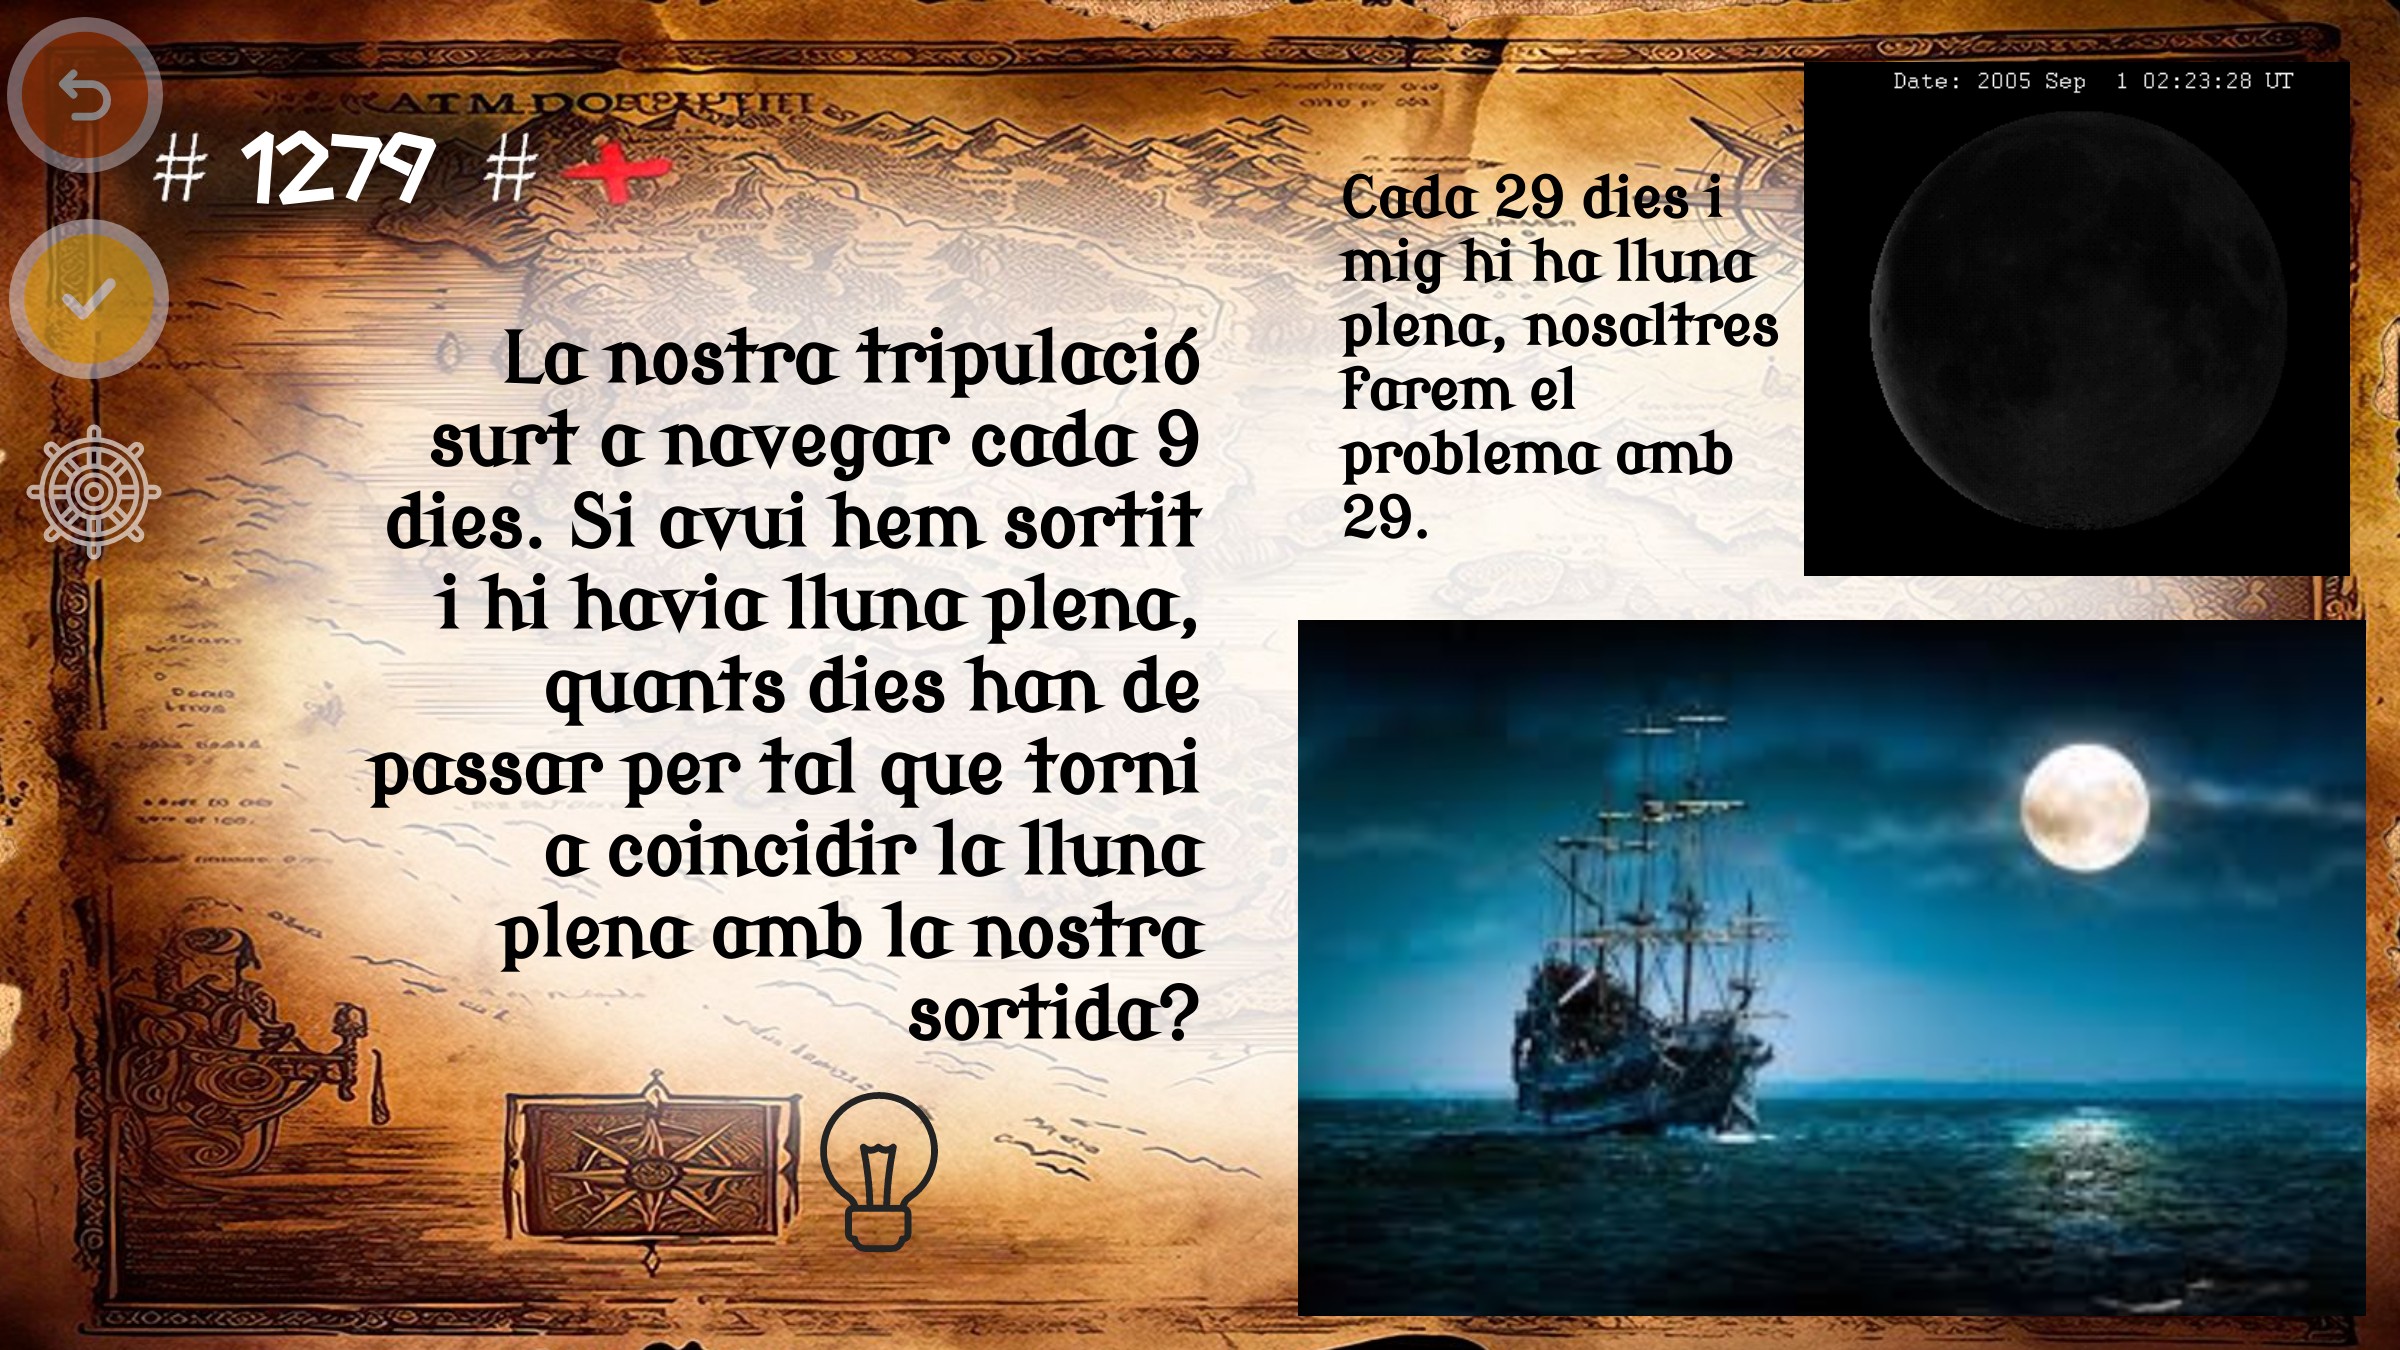 Date: 2005 Sep 1 02:23:28 UT
# 1279 #
La nostra tripulació
surt a navegar cada 9
dies. Si avui hem sortit
i hi havia lluna plena,
quants dies han de
passar per tal que torni
a coincidir la lluna
plena amb la nostra
sortida?
Cada 29 dies i
mig hi ha lluna
plena, nosaltres
farem el
problema amb
29.